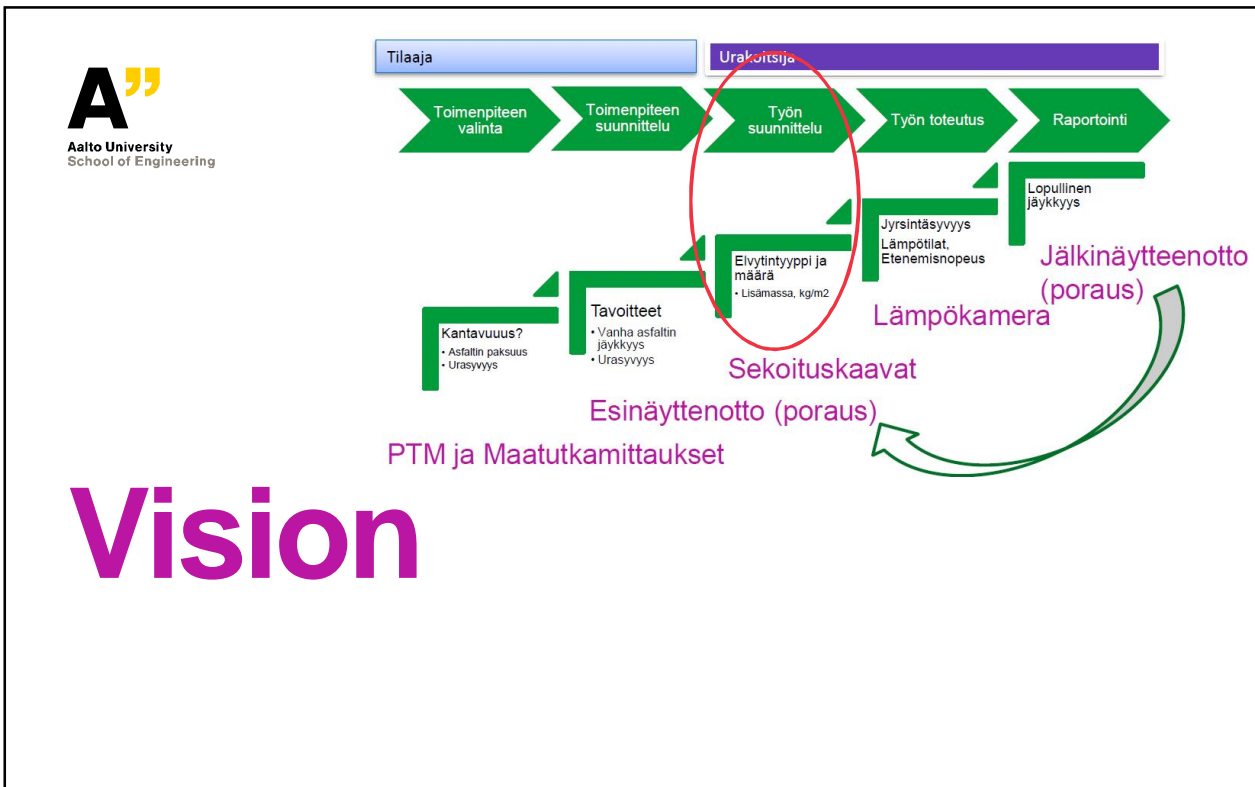 A”
Aalto University
School of Engineering
Tilaaja
Urakoitsija
Toimenpiteen
valinta
Toimenpiteen
suunnittelu
Työn
suunnittelu
Työn toteutus
Raportointi
Kantavuuus?
• Asfaltin paksuus
• Urasyvyys
Tavoitteet
• Vanha asfaltin
jäykkyys
• Urasyvyys
Elvytintyyppi ja
määrä
• Lisämassa, kg/m2
Jyrsintäsyvyys
Lämpötilat,
Etenemisnopeus
Lopullinen
jäykkyys
Jälkinäytteenotto
(poraus)
Lämpökamera
Sekoituskaavat
Esinäyttenotto (poraus)
PTM ja Maatutkamittaukset
Vision